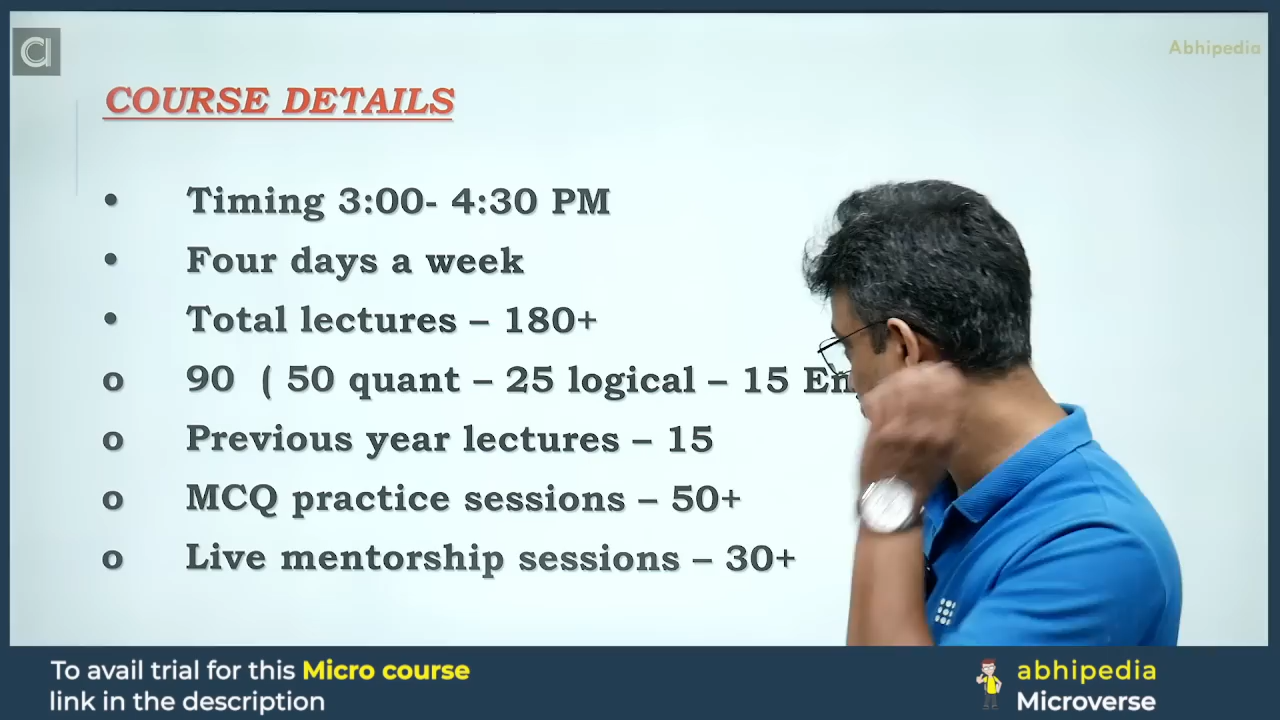 Abhipedia
COURSE DETAILS
• Timing 3:00- 4:30 PM
• Four days a week
• Total lectures – 180+
o 90 ( 50 quant – 25 logical – 15
o Previous year lectures – 15
o MCQ practice sessions – 50+
o Live mentorship sessions – 30+
To avail trial for this Micro course
link in the description
abhipedia
Microverse